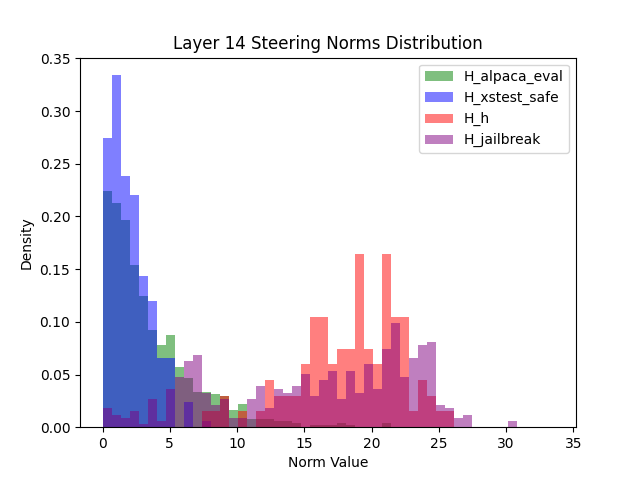 Layer 14 Steering Norms Distribution
H_alpaca_eval
H_xstest_safe
H_h
H_jailbreak
Density
0.35
0.30
0.25
0.20
0.15
0.10
0.05
0.00
0 5 10 15 20 25 30 35
Norm Value